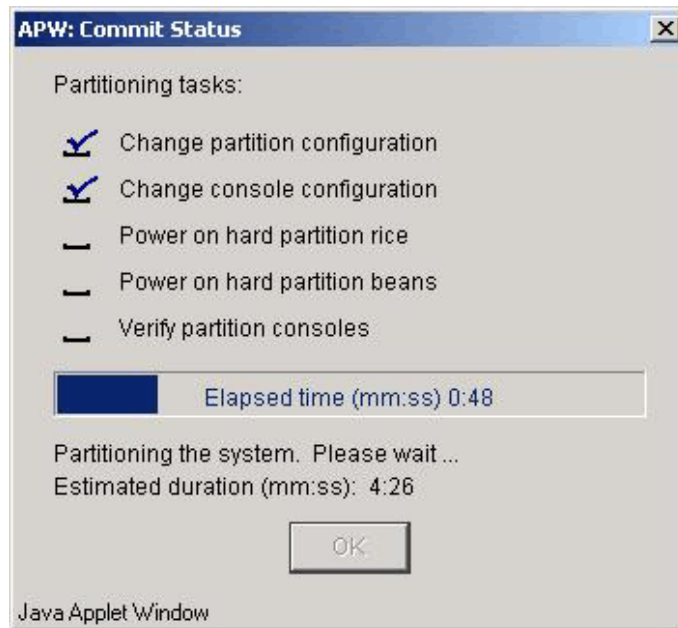 APW: Commit Status
Partitioning tasks:
Change partition configuration
Change console configuration
Power on hard partition rice
Power on hard partition beans
Verify partition consoles
Elapsed time (mm:ss) 0:48
Partitioning the system.  Please wait ...
Estimated duration (mm:ss):  4:26
OK
Java Applet Window